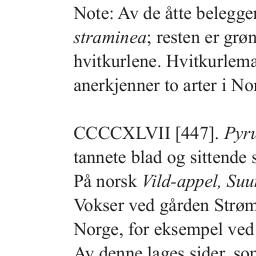 Note: Av de åtte belegge
straminea; resten er grøn
hvitkurlene. Hvitkurlema
anerkjenner to arter i No
CCCCXLVII [447]. Pyru
tannete blad og sittende s
På norsk Vild-appel, Suu
Vokser ved gården Strøm
Norge, for eksempel ved
Av denne lages sider, som